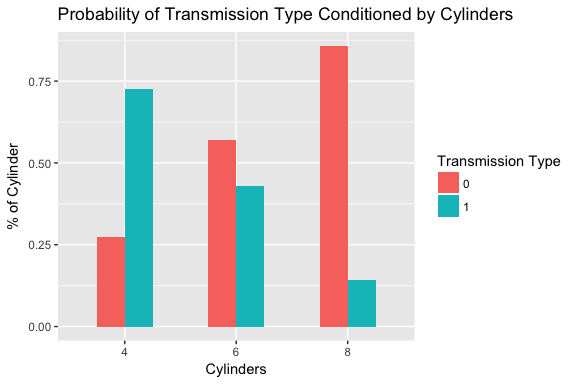 Probability of Transmission Type Conditioned by Cylinders
% of Cylinder
0.75
0.50
0.25
0.00
4
6
8
Cylinders
Transmission Type
0
1